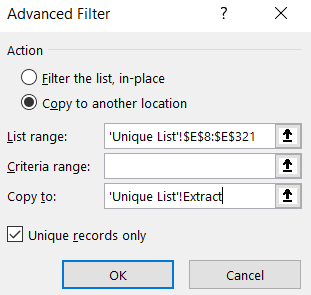 Advanced Filter ? ×
Action
Filter the list, in-place
Copy to another location
List range: 'Unique List'!$E$8:$E$321
Criteria range:
Copy to: 'Unique List'!Extract
Unique records only
OK Cancel